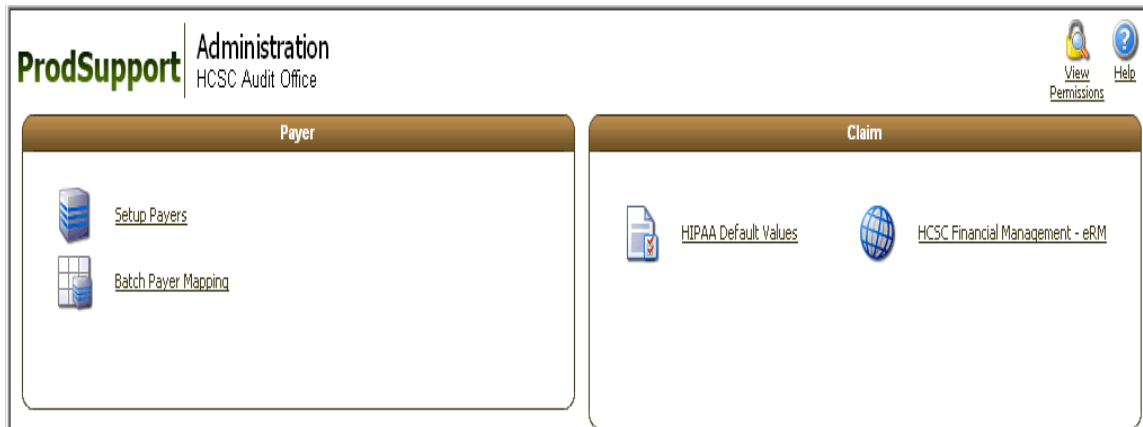 ProdSupport
Administration
HCSC Audit Office
View
Permissions
Help
Payer
Setup Payers
Batch Payer Mapping
Claim
HIPAA Default Values
HCSC Financial Management - eRM